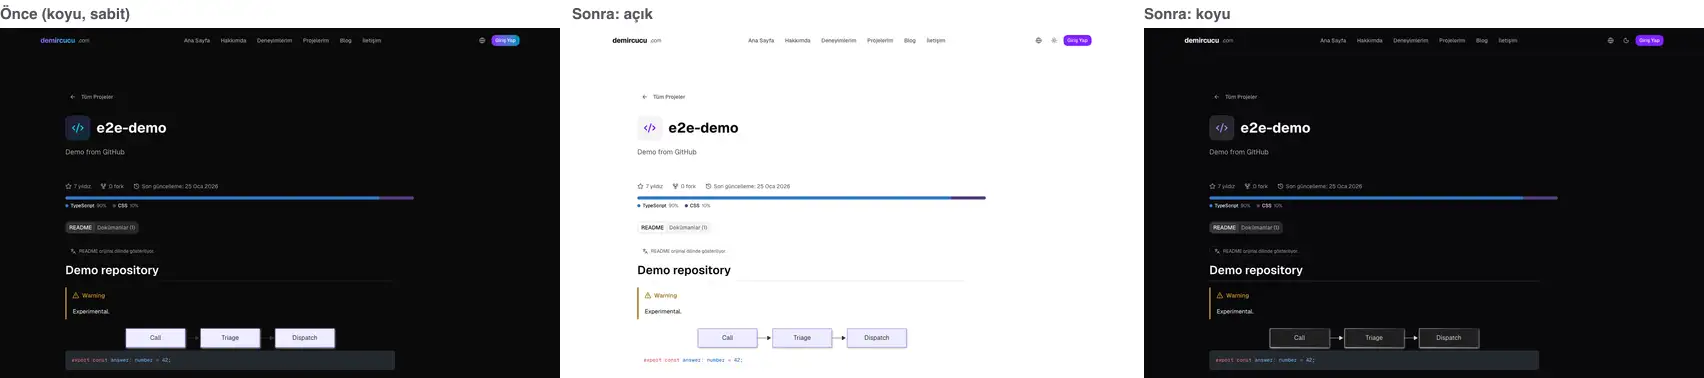 Önce (koyu, sabit)
demircucu .com
Ana Sayfa Hakkımda Deneyimlerim Projelerim Blog İletişim
Giriş Yap
← Tüm Projeler
</> e2e-demo
Demo from GitHub
7 yıldız 0 fork Son güncelleme: 25 Oca 2026
TypeScript 90% CSS 10%
README Dokümanlar (1)
README orijinal dilinde gösteriliyor.
Demo repository
Warning
Experimental.
Call Triage Dispatch
export const answer: number = 42;
Sonra: açık
demircucu .com
Ana Sayfa Hakkımda Deneyimlerim Projelerim Blog İletişim
Giriş Yap
← Tüm Projeler
</> e2e-demo
Demo from GitHub
7 yıldız 0 fork Son güncelleme: 25 Oca 2026
TypeScript 90% CSS 10%
README Dokümanlar (1)
README orijinal dilinde gösteriliyor.
Demo repository
Warning
Experimental.
Call Triage Dispatch
export const answer: number = 42;
Sonra: koyu
demircucu .com
Ana Sayfa Hakkımda Deneyimlerim Projelerim Blog İletişim
Giriş Yap
← Tüm Projeler
</> e2e-demo
Demo from GitHub
7 yıldız 0 fork Son güncelleme: 25 Oca 2026
TypeScript 90% CSS 10%
README Dokümanlar (1)
README orijinal dilinde gösteriliyor.
Demo repository
Warning
Experimental.
Call Triage Dispatch
export const answer: number = 42;